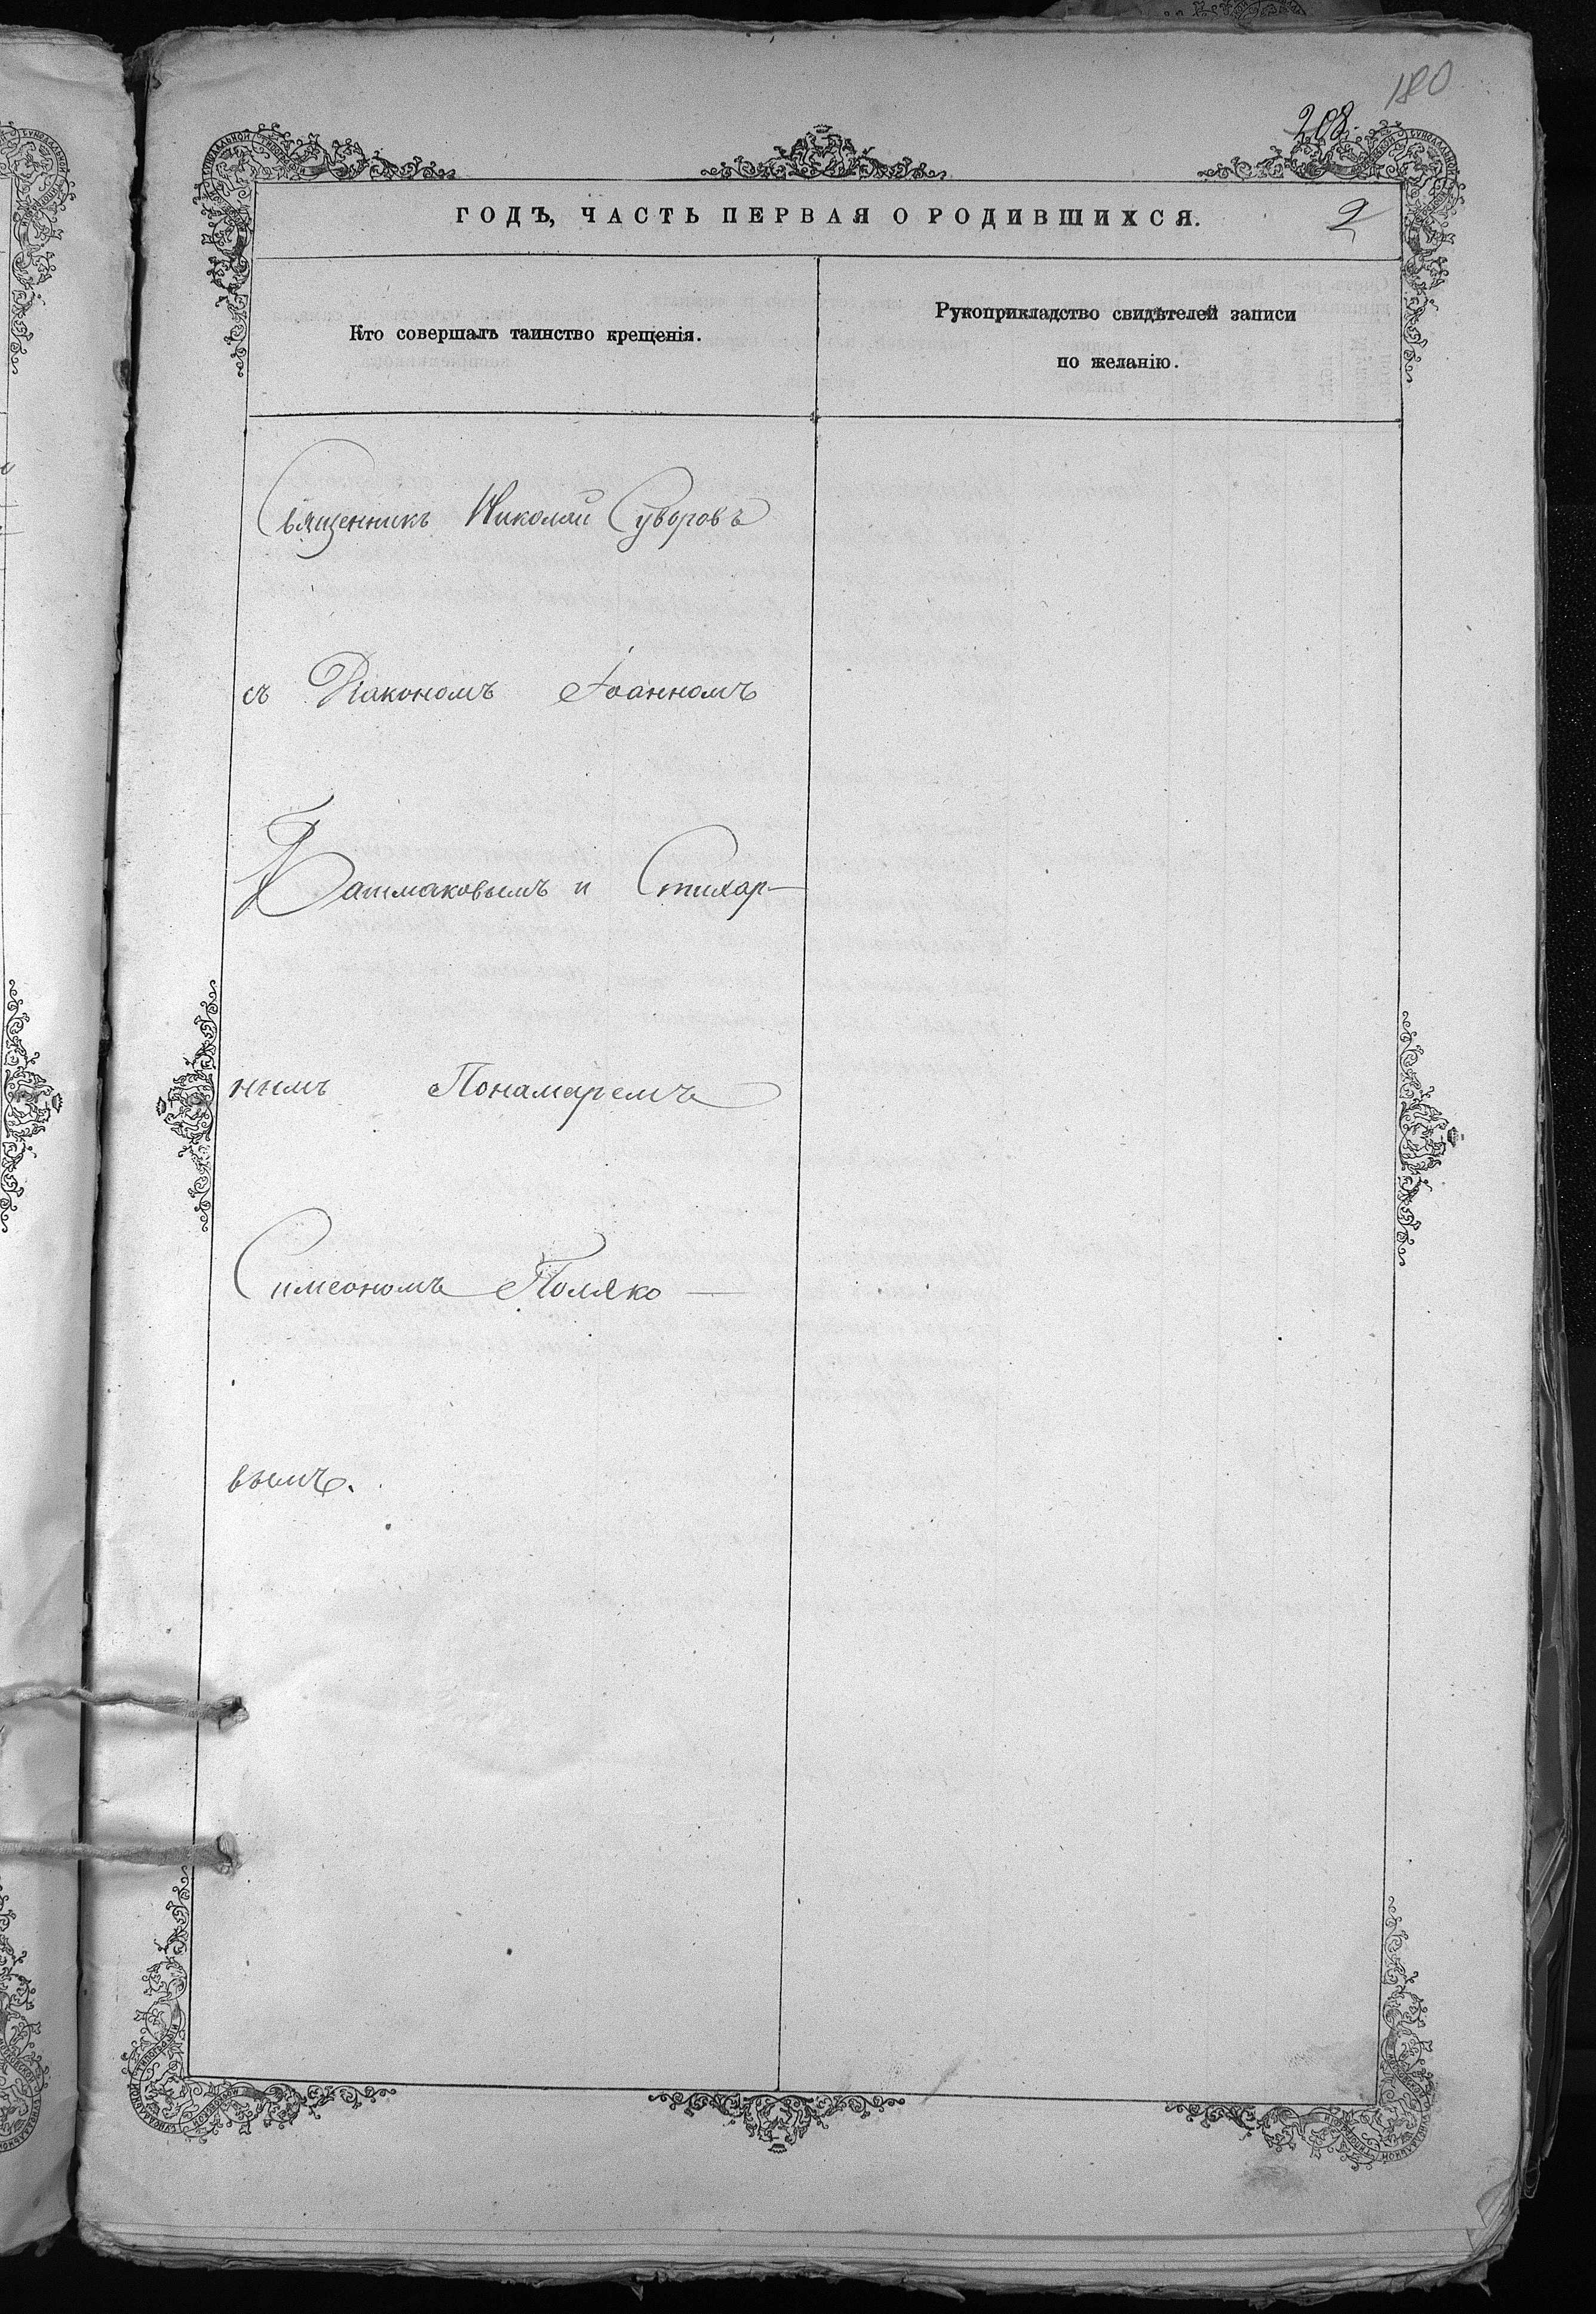 180
208.
ГОДЪ, ЧАСТЬ ПЕРВАЯ О РОДИВШИХСЯ.
2
Кто совершалъ таинство крещенія.
Рукоприкладство свидѣтелей записи
по желанію.
Священникъ Николай Суворовъ
съ Діакономъ Іоанномъ
Башмаковымъ и Стихар-
нымъ Понамаремъ
Симеономъ Поляко-
вымъ.